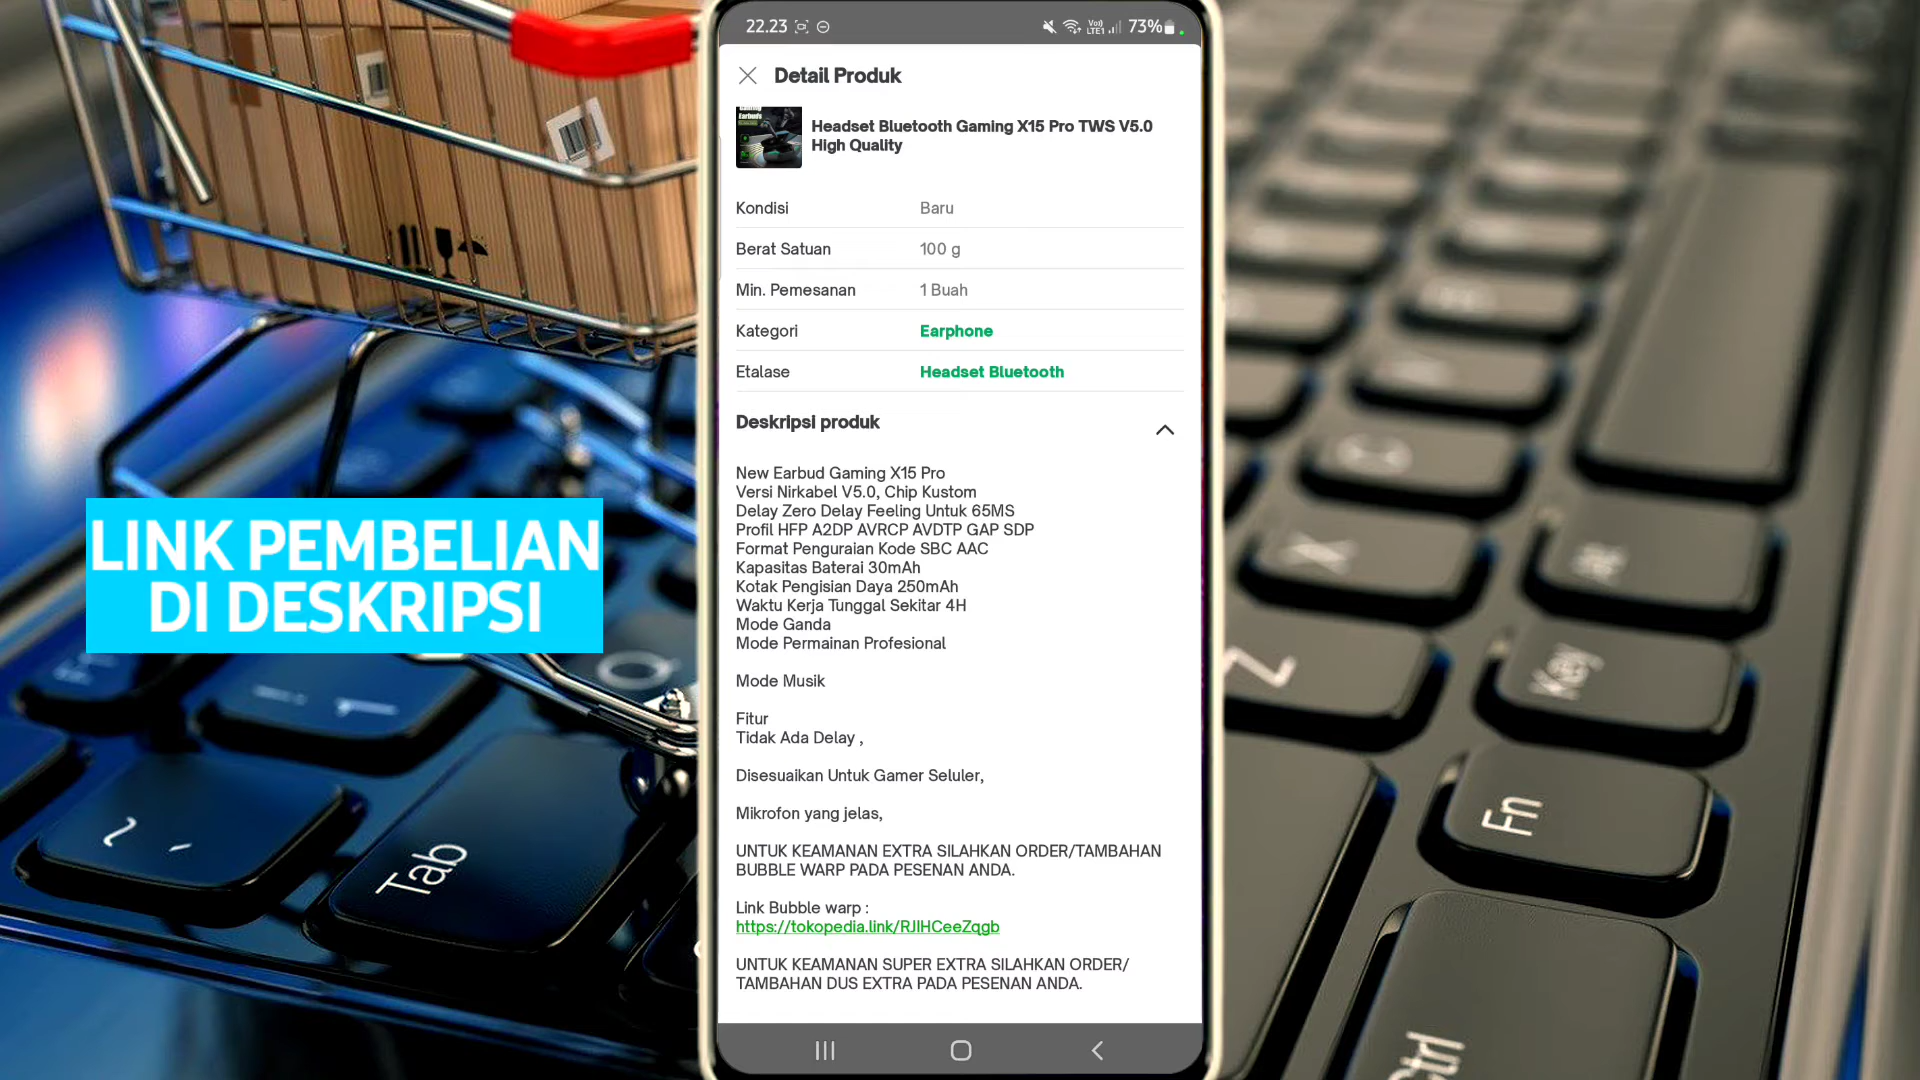 22.23
Vo))
LTE1
73%
Detail Produk
Earbuds
Headset Bluetooth Gaming X15 Pro TWS V5.0
High Quality
Kondisi Baru
Berat Satuan 100 g
Min. Pemesanan 1 Buah
Kategori Earphone
Etalase Headset Bluetooth
Deskripsi produk
New Earbud Gaming X15 Pro
Versi Nirkabel V5.0, Chip Kustom
Delay Zero Delay Feeling Untuk 65MS
Profil HFP A2DP AVRCP AVDTP GAP SDP
Format Penguraian Kode SBC AAC
Kapasitas Baterai 30mAh
Kotak Pengisian Daya 250mAh
Waktu Kerja Tunggal Sekitar 4H
Mode Ganda
Mode Permainan Profesional
Mode Musik
Fitur
Tidak Ada Delay ,
Disesuaikan Untuk Gamer Seluler,
Mikrofon yang jelas,
UNTUK KEAMANAN EXTRA SILAHKAN ORDER/TAMBAHAN
BUBBLE WARP PADA PESENAN ANDA.
Link Bubble warp :
https://tokopedia.link/RJIHCeeZqgb
UNTUK KEAMANAN SUPER EXTRA SILAHKAN ORDER/
TAMBAHAN DUS EXTRA PADA PESENAN ANDA.
LINK PEMBELIAN
DI DESKRIPSI
Tab
Z
X
Key
Fn
Ctrl